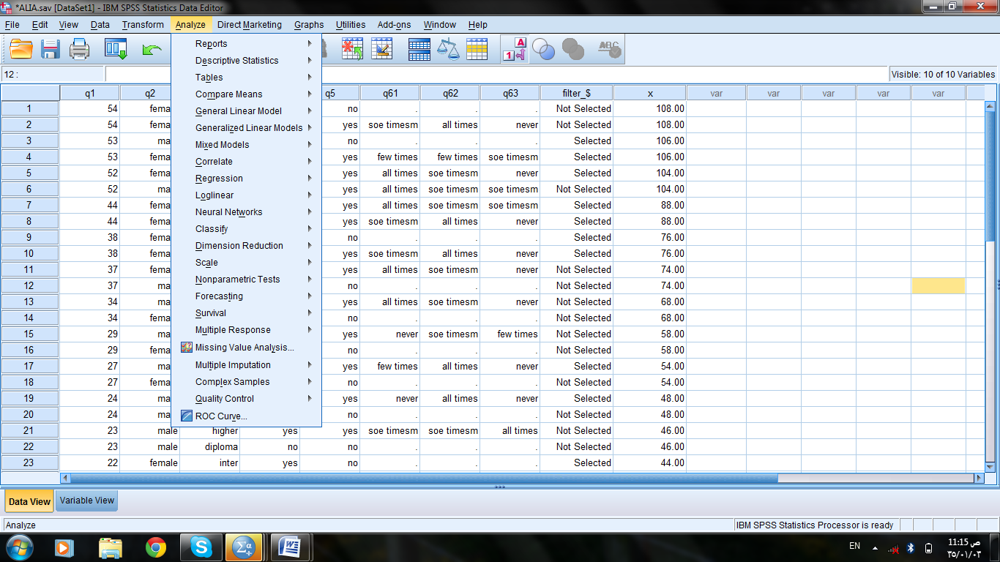 *ALIA.sav [DataSet1] - IBM SPSS Statistics Data Editor
File Edit View Data Transform Analyze Direct Marketing Graphs Utilities Add-ons Window Help
12 :
Visible: 10 of 10 Variables
Reports
Descriptive Statistics
Tables
Compare Means
General Linear Model
Generalized Linear Models
Mixed Models
Correlate
Regression
Loglinear
Neural Networks
Classify
Dimension Reduction
Scale
Nonparametric Tests
Forecasting
Survival
Multiple Response
Missing Value Analysis...
Multiple Imputation
Complex Samples
Quality Control
ROC Curve...
q1 q2 q5 q61 q62 q63 filter_$ x var var var var var
1 54 fema no . . . Not Selected 108.00
2 54 fema yes soe timesm all times never Not Selected 108.00
3 53 ma no . . . Selected 106.00
4 53 fema yes few times few times soe timesm Selected 106.00
5 52 fema yes all times soe timesm never Selected 104.00
6 52 ma yes all times soe timesm soe timesm Not Selected 104.00
7 44 fema yes all times soe timesm soe timesm Selected 88.00
8 44 fema yes soe timesm all times never Selected 88.00
9 38 fema no . . . Selected 76.00
10 38 fema yes soe timesm all times never Selected 76.00
11 37 fema yes all times soe timesm never Not Selected 74.00
12 37 ma no . . . Not Selected 74.00
13 34 ma yes all times soe timesm never Not Selected 68.00
14 34 fema no . . . Not Selected 68.00
15 29 ma yes never soe timesm few times Not Selected 58.00
16 29 fema no . . . Not Selected 58.00
17 27 ma yes few times all times never Selected 54.00
18 27 fema no . . . Not Selected 54.00
19 24 ma yes never all times never Selected 48.00
20 24 ma no . . . Not Selected 48.00
21 23 male higher yes yes soe timesm soe timesm all times Not Selected 46.00
22 23 male diploma no no . . . Not Selected 46.00
23 22 female inter yes no . . . Selected 44.00
Data View Variable View
Analyze
IBM SPSS Statistics Processor is ready
EN
11:15 ص
٣٥/٠١/٠٣